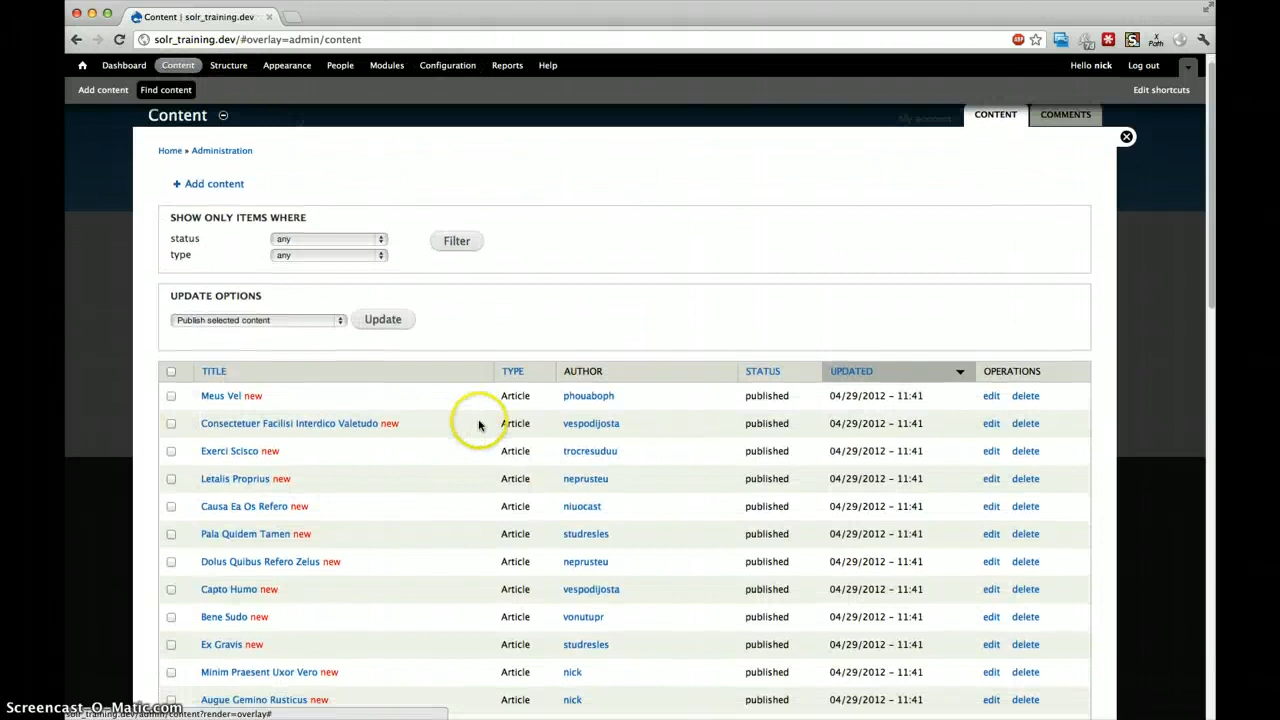 Content | solr_training.dev
solr_training.dev/#overlay=admin/content
Dashboard Content Structure Appearance People Modules Configuration Reports Help Hello nick Log out
Add content Find content Edit shortcuts
Content My account CONTENT COMMENTS
Home » Administration
+ Add content
SHOW ONLY ITEMS WHERE
status any Filter
type any
UPDATE OPTIONS
Publish selected content Update
TITLE TYPE AUTHOR STATUS UPDATED OPERATIONS
Meus Vel new Article phouaboph published 04/29/2012 - 11:41 edit delete
Consectetuer Facilisi Interdico Valetudo new Article vespodijosta published 04/29/2012 - 11:41 edit delete
Exerci Scisco new Article trocresuduu published 04/29/2012 - 11:41 edit delete
Letalis Proprius new Article neprusteu published 04/29/2012 - 11:41 edit delete
Causa Ea Os Refero new Article niuocast published 04/29/2012 - 11:41 edit delete
Pala Quidem Tamen new Article studresles published 04/29/2012 - 11:41 edit delete
Dolus Quibus Refero Zelus new Article neprusteu published 04/29/2012 - 11:41 edit delete
Capto Humo new Article vespodijosta published 04/29/2012 - 11:41 edit delete
Bene Sudo new Article vonutupr published 04/29/2012 - 11:41 edit delete
Ex Gravis new Article studresles published 04/29/2012 - 11:41 edit delete
Minim Praesent Uxor Vero new Article nick published 04/29/2012 - 11:41 edit delete
Augue Gemino Rusticus new Article nick published 04/29/2012 - 11:41 edit delete
Screencast-O-Matic.com
solr_training.dev/admin/content?render=overlay#